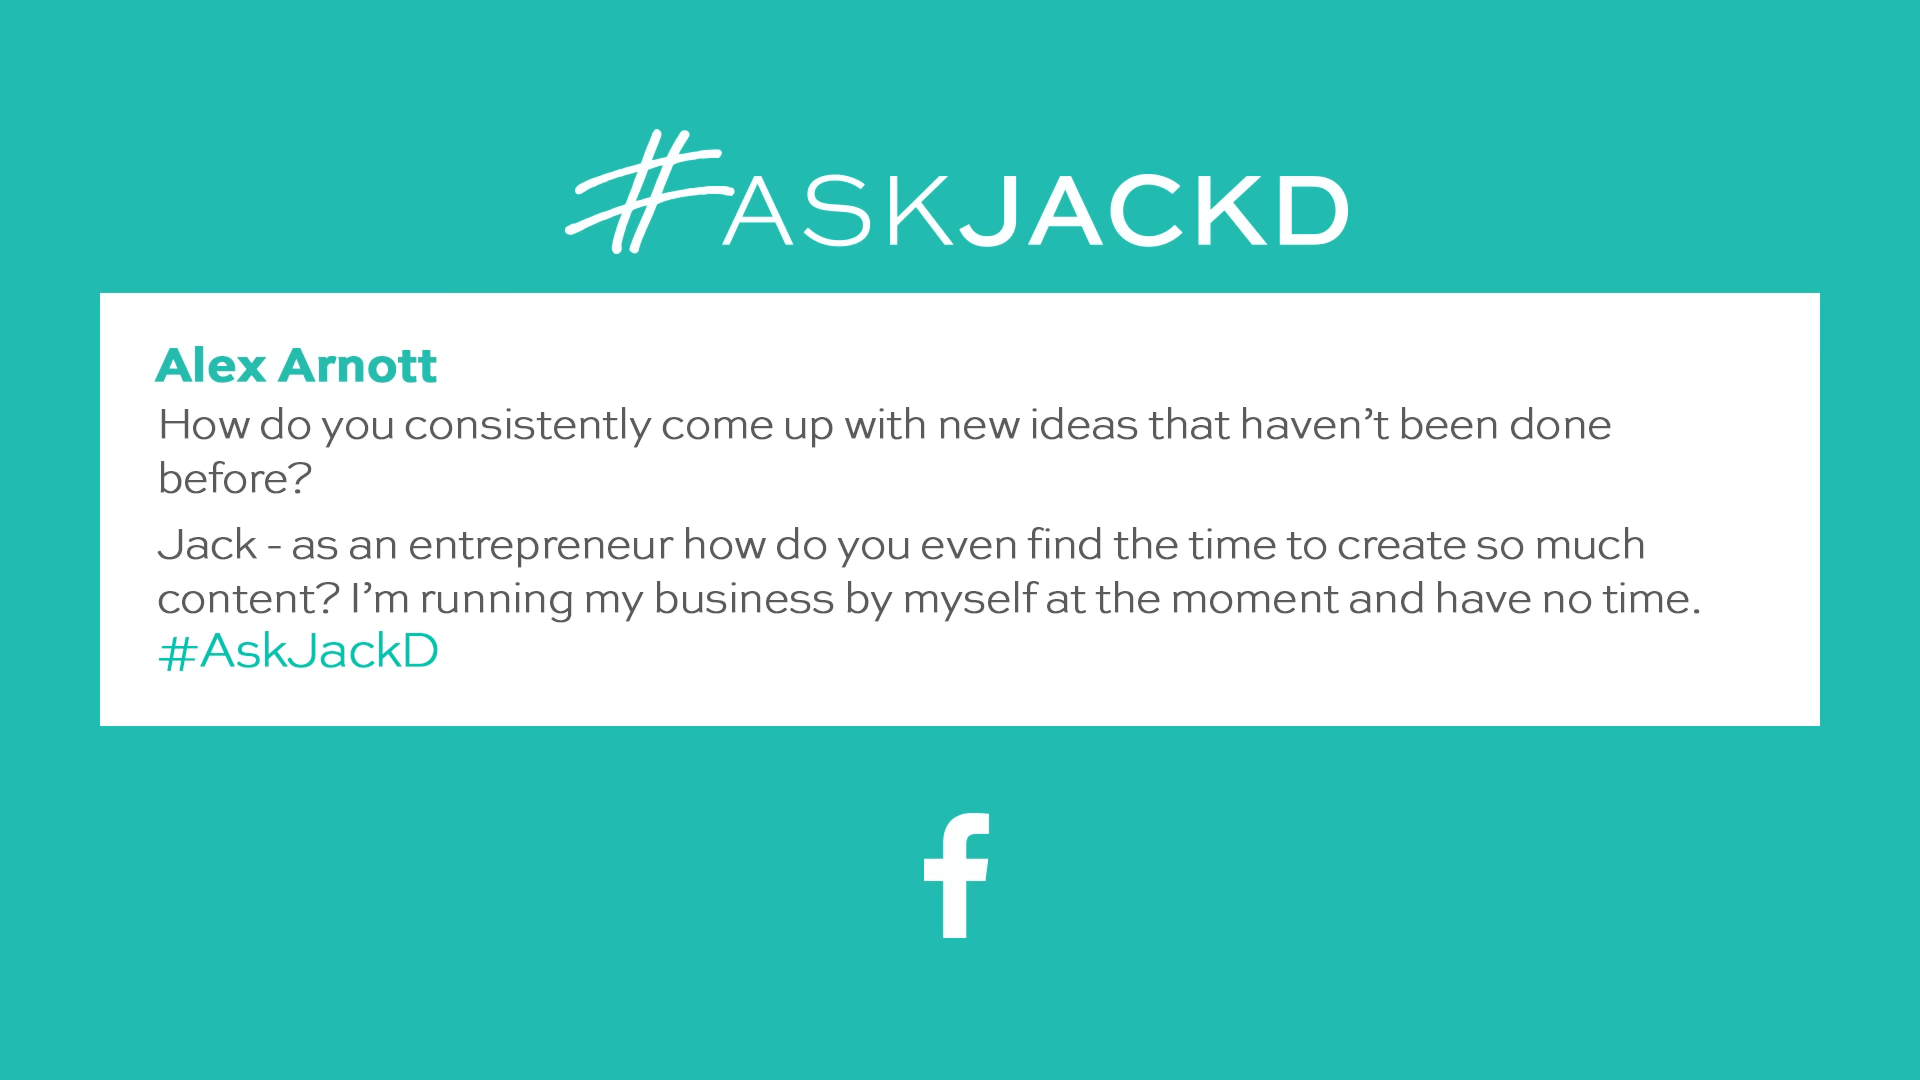 #ASKJACKD
Alex Arnott
How do you consistently come up with new ideas that haven’t been done
before?
Jack - as an entrepreneur how do you even find the time to create so much
content? I’m running my business by myself at the moment and have no time.
#AskJackD
f